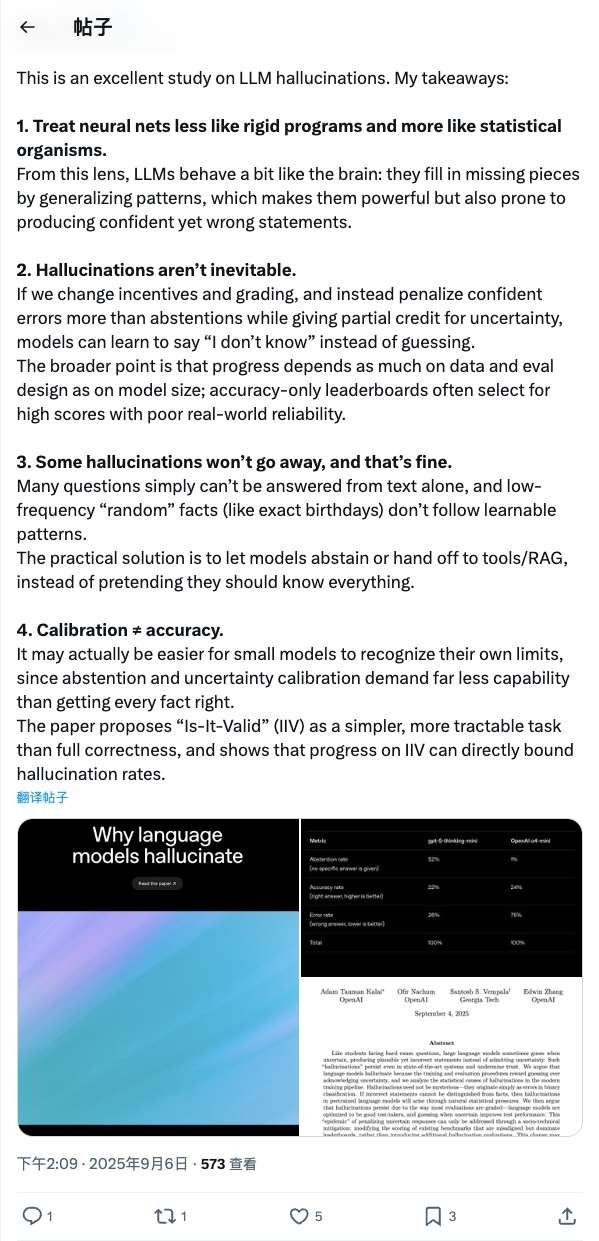 帖子
This is an excellent study on LLM hallucinations. My takeaways:
1. Treat neural nets less like rigid programs and more like statistical
organisms.
From this lens, LLMs behave a bit like the brain: they fill in missing pieces
by generalizing patterns, which makes them powerful but also prone to
producing confident yet wrong statements.
2. Hallucinations aren’t inevitable.
If we change incentives and grading, and instead penalize confident
errors more than abstentions while giving partial credit for uncertainty,
models can learn to say “I don’t know” instead of guessing.
The broader point is that progress depends as much on data and eval
design as on model size; accuracy-only leaderboards often select for
high scores with poor real-world reliability.
3. Some hallucinations won’t go away, and that’s fine.
Many questions simply can’t be answered from text alone, and low-
frequency “random” facts (like exact birthdays) don’t follow learnable
patterns.
The practical solution is to let models abstain or hand off to tools/RAG,
instead of pretending they should know everything.
4. Calibration ≠ accuracy.
It may actually be easier for small models to recognize their own limits,
since abstention and uncertainty calibration demand far less capability
than getting every fact right.
The paper proposes “Is-It-Valid” (IIV) as a simpler, more tractable task
than full correctness, and shows that progress on IIV can directly bound
hallucination rates.
翻译帖子
Why language
models hallucinate
Read the paper ↗
Metric gpt-5-thinking-mini OpenAI o4-mini
Abstention rate 52% 1%
(no specific answer is given)
Accuracy rate 22% 24%
(right answer, higher is better)
Error rate 26% 75%
(wrong answer, lower is better)
Total 100% 100%
Adam Tauman Kalai* Ofir Nachum Santosh S. Vempala† Edwin Zhang
OpenAI OpenAI Georgia Tech OpenAI
September 4, 2025
Abstract
Like students facing hard exam questions, large language models sometimes guess when
uncertain, producing plausible yet incorrect statements instead of admitting uncertainty. Such
“hallucinations” persist even in state-of-the-art systems and undermine trust. We argue that
language models hallucinate because the training and evaluation procedures reward guessing over
acknowledging uncertainty, and we analyze the statistical causes of hallucinations in the modern
training pipeline. Hallucinations need not be mysterious—they originate simply as errors in binary
classification. If incorrect statements cannot be distinguished from facts, then hallucinations
in pretrained language models will arise through natural statistical pressures. We then argue
that hallucinations persist due to the way most evaluations are graded—language models are
optimized to be good test-takers, and guessing when uncertain improves test performance. This
“epidemic” of penalizing uncertain responses can only be addressed through a socio-technical
mitigation: modifying the scoring of existing benchmarks that are misaligned but dominate
leaderboards, rather than introducing additional hallucination evaluations. This change may
下午2:09 · 2025年9月6日 · 573 查看
1 1 5 3